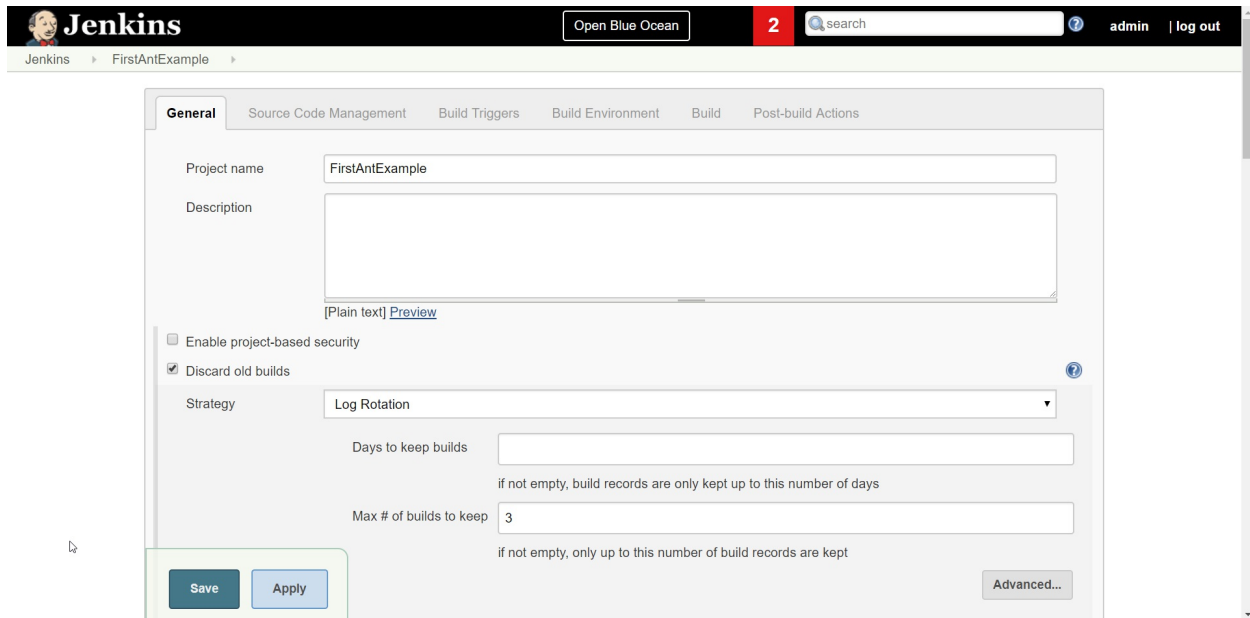 Jenkins
Open Blue Ocean
2
search
admin
| log out
Jenkins
FirstAntExample
General
Source Code Management
Build Triggers
Build Environment
Build
Post-build Actions
Project name
FirstAntExample
Description
[Plain text] Preview
Enable project-based security
Discard old builds
Strategy
Log Rotation
Days to keep builds
if not empty, build records are only kept up to this number of days
Max # of builds to keep
3
if not empty, only up to this number of build records are kept
Save
Apply
Advanced...